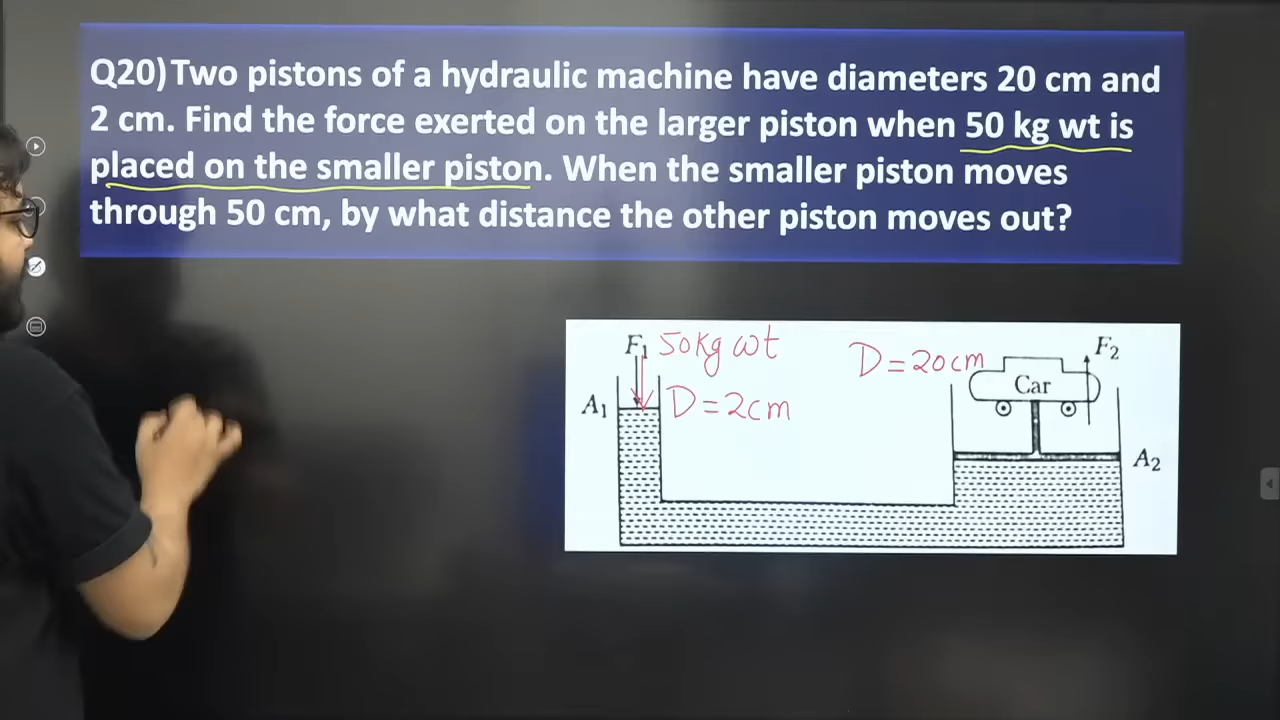 Q20) Two pistons of a hydraulic machine have diameters 20 cm and
2 cm. Find the force exerted on the larger piston when 50 kg wt is
placed on the smaller piston. When the smaller piston moves
through 50 cm, by what distance the other piston moves out?
F₁ 50kg wt
D=20cm
F₂
Car
A₁
D=2cm
A₂